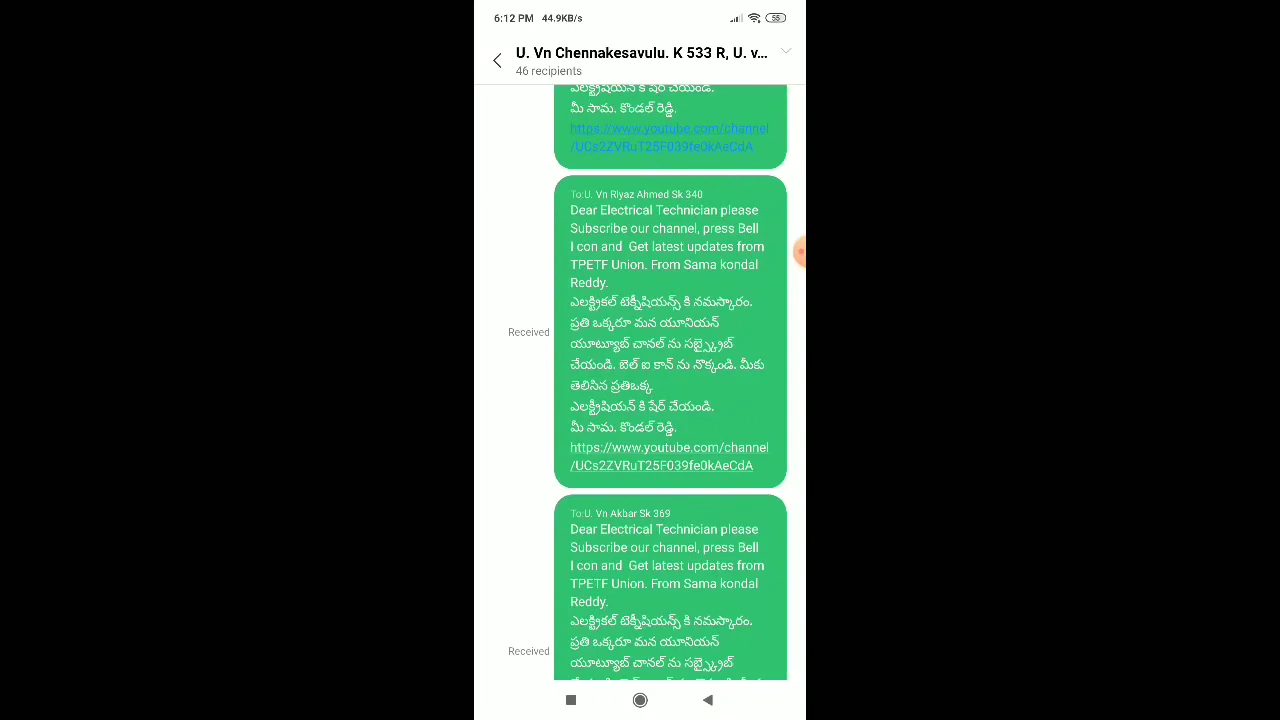 6:12 PM 44.9KB/s
55
U. Vn Chennakesavulu. K 533 R, U. v...
46 recipients
ఎలక్ట్రిషియన్ కి షేర్ చేయండి.
మీ సామ. కొండల్ రెడ్డి.
https://www.youtube.com/channel
/UCs2ZVRuT25F039fe0kAeCdA
To:U. Vn Riyaz Ahmed Sk 340
Dear Electrical Technician please
Subscribe our channel, press Bell
I con and  Get latest updates from
TPETF Union. From Sama kondal
Reddy.
ఎలక్ట్రికల్ టెక్నీషియన్స్ కి నమస్కారం.
ప్రతి ఒక్కరూ మన యూనియన్
Received
యూట్యూబ్ చానల్ ను సబ్స్క్రైబ్
చేయండి. బెల్ ఐ కాన్ ను నొక్కండి. మీకు
తెలిసిన ప్రతిఒక్క
ఎలక్ట్రీషియన్ కి షేర్ చేయండి.
మీ సామ. కొండల్ రెడ్డి.
https://www.youtube.com/channel
/UCs2ZVRuT25F039fe0kAeCdA
To:U. Vn Akbar Sk 369
Dear Electrical Technician please
Subscribe our channel, press Bell
I con and  Get latest updates from
TPETF Union. From Sama kondal
Reddy.
ఎలక్ట్రికల్ టెక్నీషియన్స్ కి నమస్కారం.
ప్రతి ఒక్కరూ మన యూనియన్
Received
యూట్యూబ్ చానల్ ను సబ్స్క్రైబ్